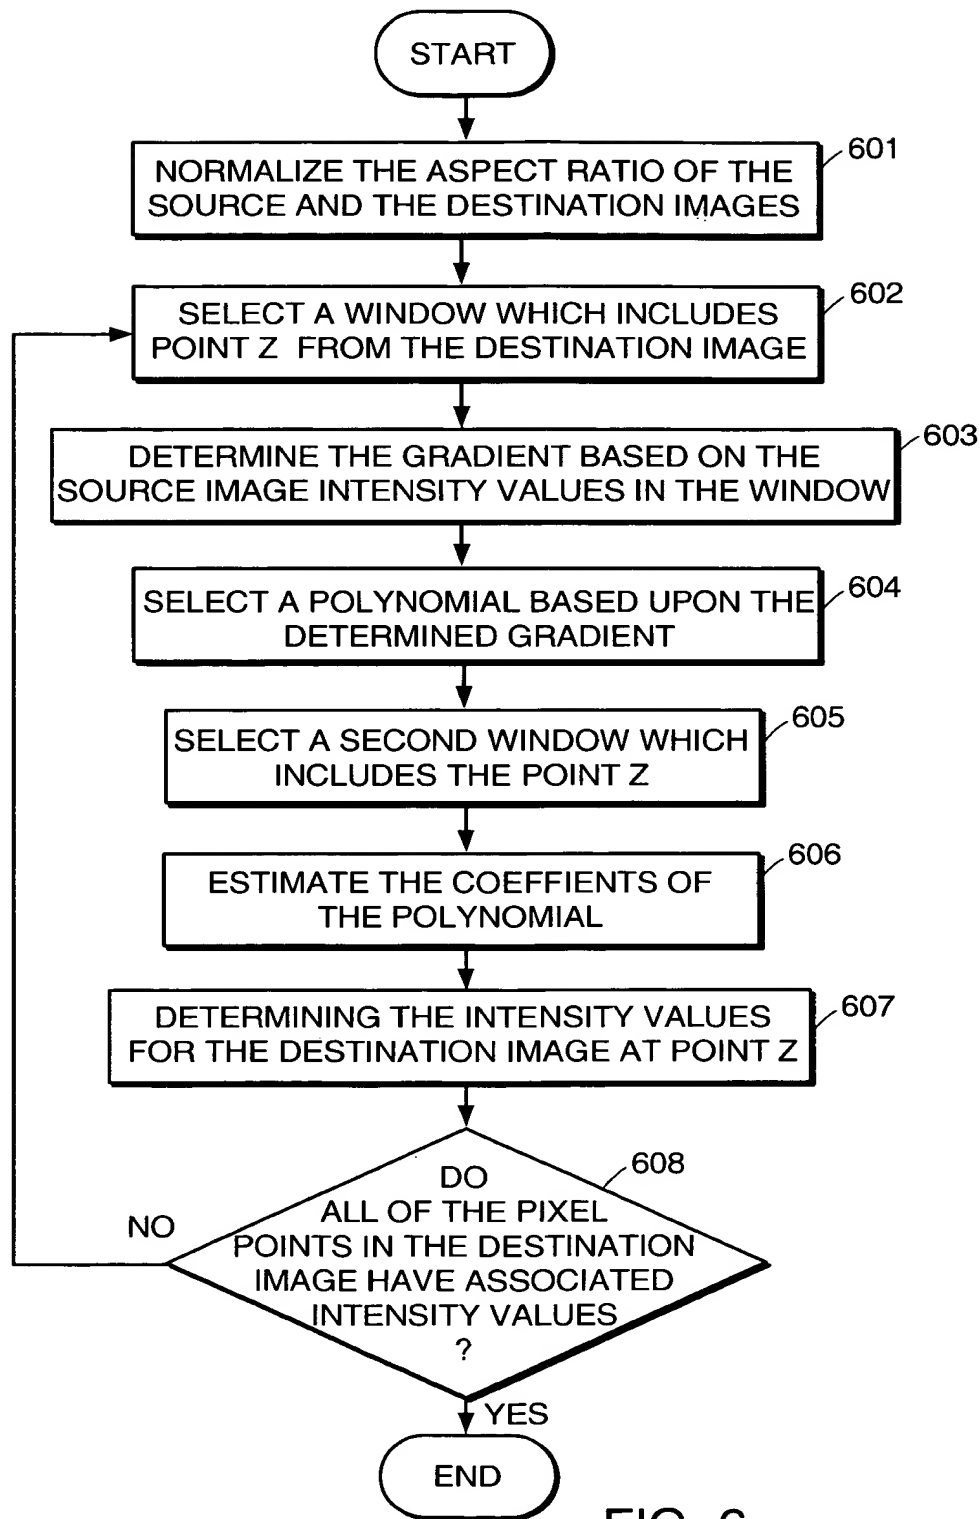 START
601
NORMALIZE THE ASPECT RATIO OF THE
SOURCE AND THE DESTINATION IMAGES
602
SELECT A WINDOW WHICH INCLUDES
POINT Z FROM THE DESTINATION IMAGE
603
DETERMINE THE GRADIENT BASED ON THE
SOURCE IMAGE INTENSITY VALUES IN THE WINDOW
604
SELECT A POLYNOMIAL BASED UPON THE
DETERMINED GRADIENT
605
SELECT A SECOND WINDOW WHICH
INCLUDES THE POINT Z
606
ESTIMATE THE COEFFIENTS OF
THE POLYNOMIAL
607
DETERMINING THE INTENSITY VALUES
FOR THE DESTINATION IMAGE AT POINT Z
608
DO
ALL OF THE PIXEL
POINTS IN THE DESTINATION
IMAGE HAVE ASSOCIATED
INTENSITY VALUES
?
NO
YES
END
FIG. 6